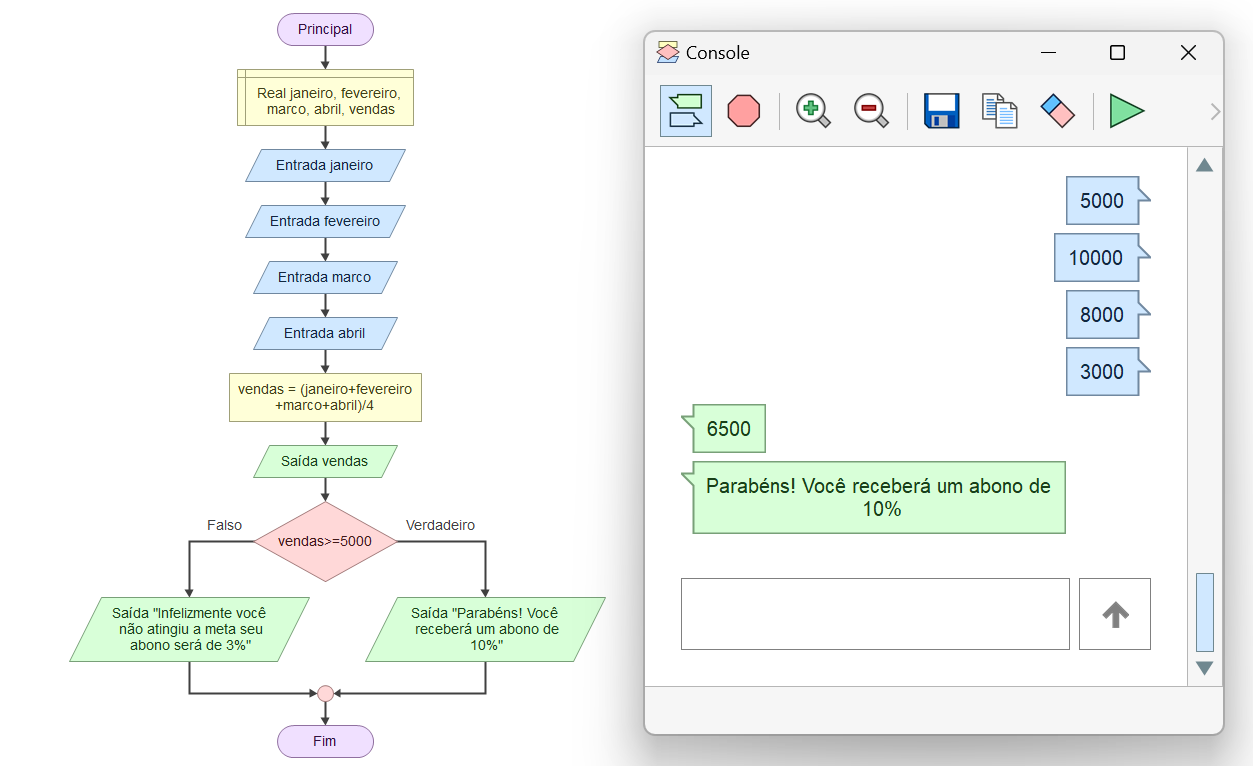 Principal
Real janeiro, fevereiro,
marco, abril, vendas
Entrada janeiro
Entrada fevereiro
Entrada marco
Entrada abril
vendas = (janeiro+fevereiro
+marco+abril)/4
Saída vendas
Falso
Verdadeiro
vendas>=5000
Saída "Infelizmente você
não atingiu a meta seu
abono será de 3%"
Saída "Parabéns! Você
receberá um abono de
10%"
Fim
Console
5000
10000
8000
3000
6500
Parabéns! Você receberá um abono de
10%